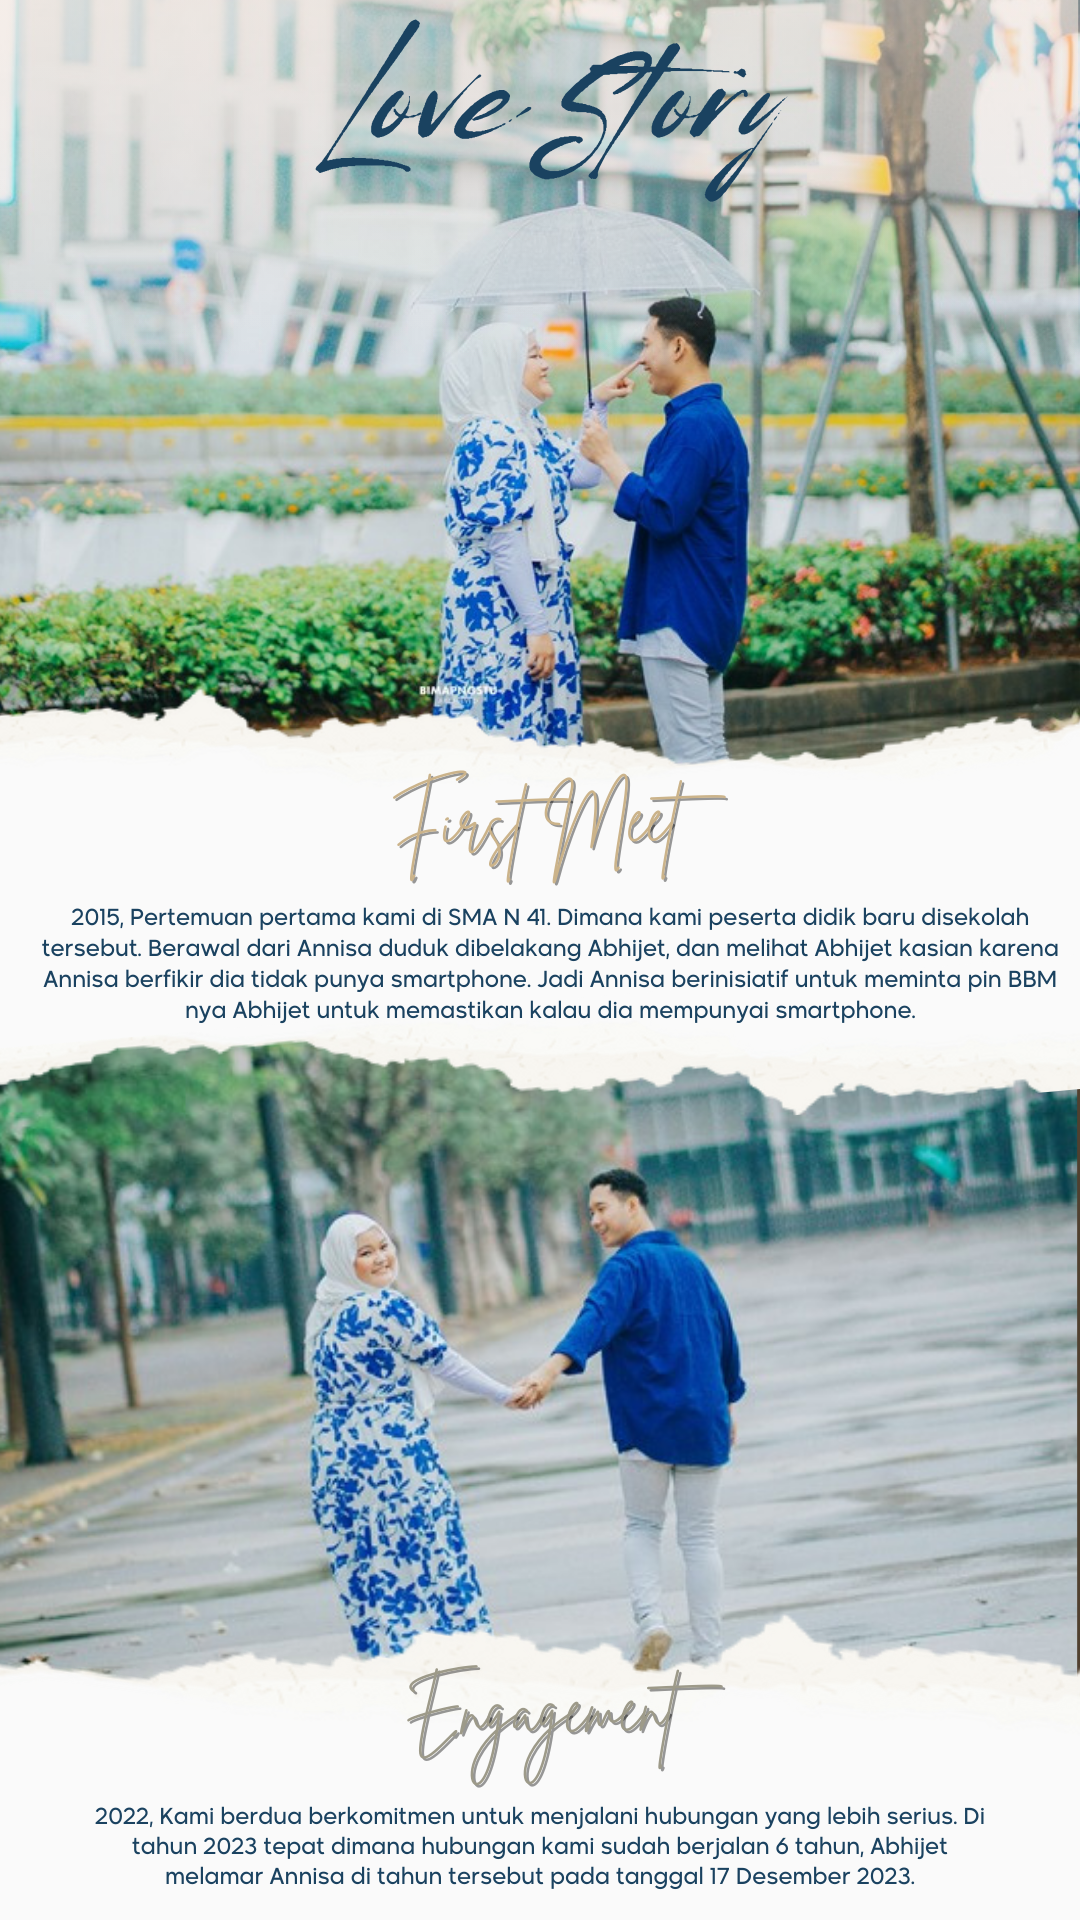 Love Story
BIMAPNGSTU
First Meet
2015, Pertemuan pertama kami di SMA N 41. Dimana kami peserta didik baru disekolah
tersebut. Berawal dari Annisa duduk dibelakang Abhijet, dan melihat Abhijet kasian karena
Annisa berfikir dia tidak punya smartphone. Jadi Annisa berinisiatif untuk meminta pin BBM
nya Abhijet untuk memastikan kalau dia mempunyai smartphone.
Engagement
2022, Kami berdua berkomitmen untuk menjalani hubungan yang lebih serius. Di
tahun 2023 tepat dimana hubungan kami sudah berjalan 6 tahun, Abhijet
melamar Annisa di tahun tersebut pada tanggal 17 Desember 2023.